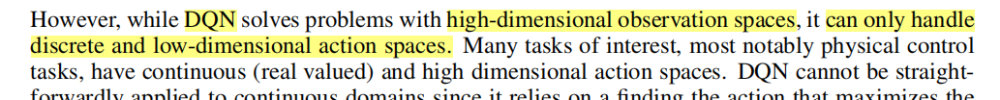 However, while DQN solves problems with high-dimensional observation spaces, it can only handle
discrete and low-dimensional action spaces. Many tasks of interest, most notably physical control
tasks, have continuous (real valued) and high dimensional action spaces. DQN cannot be straight-
forwardly applied to continuous domains since it relies on a finding the action that maximizes the